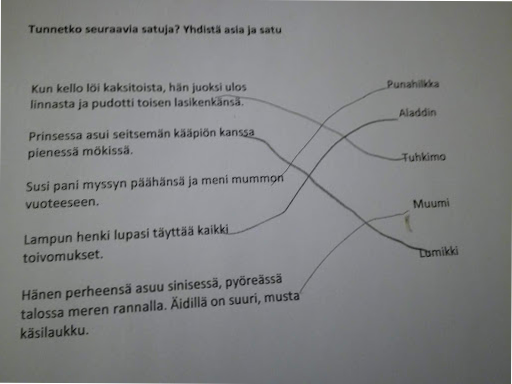 Tunnetko seuraavia satuja? Yhdistä asia ja satu
Kun kello löi kaksitoista, hän juoksi ulos
linnasta ja pudotti toisen lasikenkänsä.
Prinsessa asui seitsemän kääpiön kanssa
pienessä mökissä.
Susi pani myssyn päähänsä ja meni mummon
vuoteeseen.
Lampun henki lupasi täyttää kaikki
toivomukset.
Hänen perheensä asuu sinisessä, pyöreässä
talossa meren rannalla. Äidillä on suuri, musta
käsilaukku.
Punahilkka
Aladdin
Tuhkimo
Muumi
Lumikki